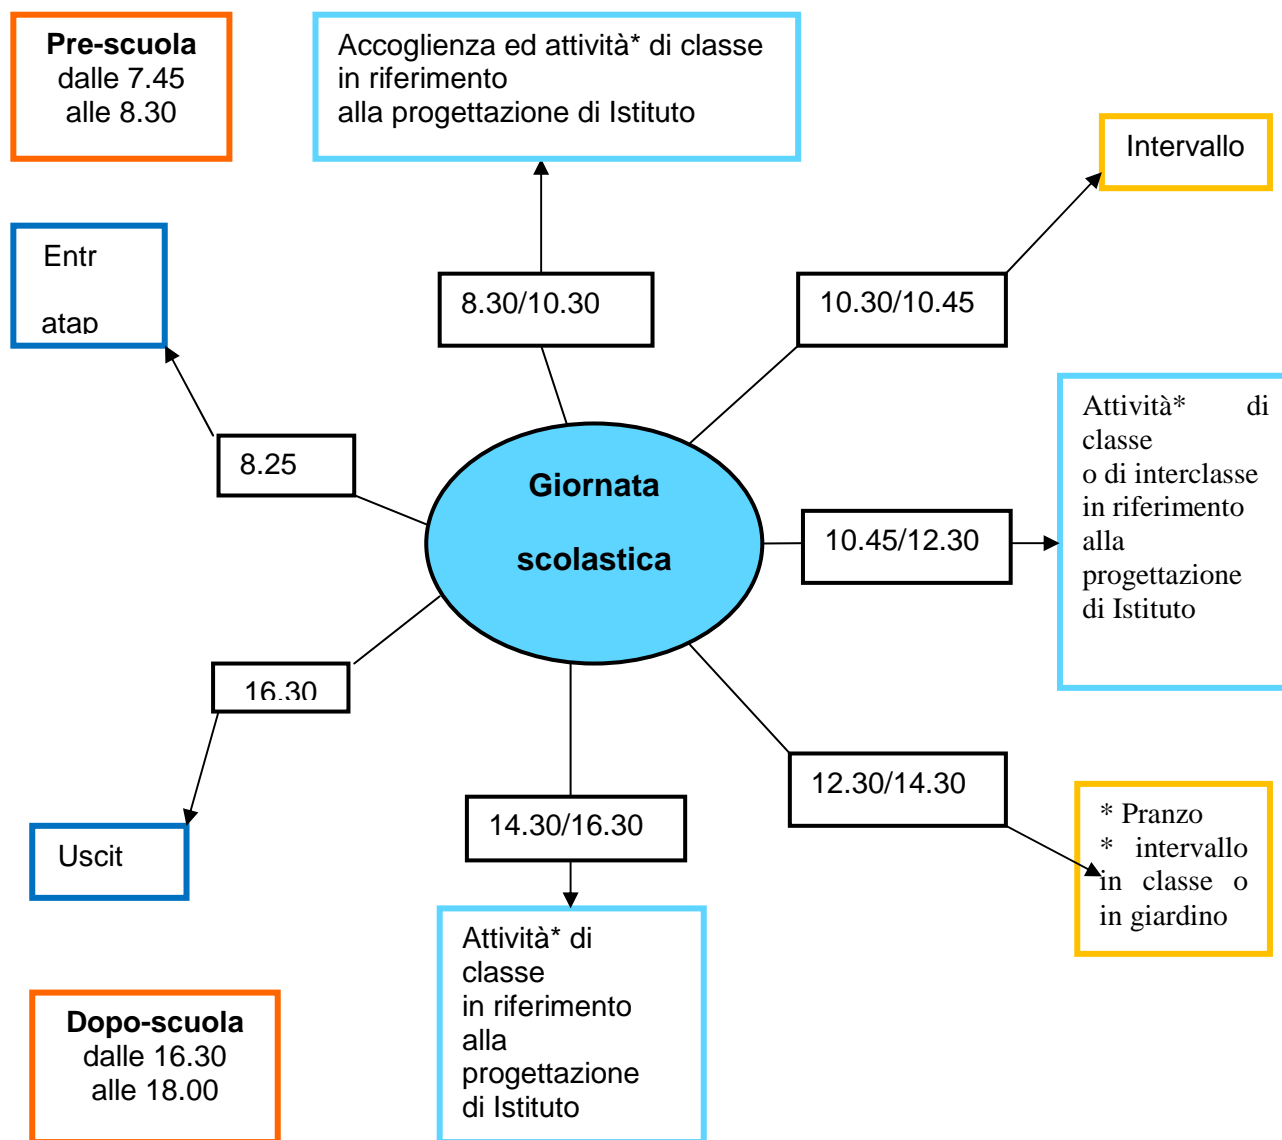 Pre-scuola
dalle 7.45
alle 8.30
Accoglienza ed attività* di classe
in riferimento
alla progettazione di Istituto
Intervallo
Entr
atap
8.30/10.30
10.30/10.45
8.25
Giornata
scolastica
10.45/12.30
Attività* di
classe
o di interclasse
in riferimento
alla
progettazione
di Istituto
16.30
14.30/16.30
12.30/14.30
Uscit
* Pranzo
* intervallo
in classe o
in giardino
Attività* di
classe
in riferimento
alla
progettazione
di Istituto
Dopo-scuola
dalle 16.30
alle 18.00